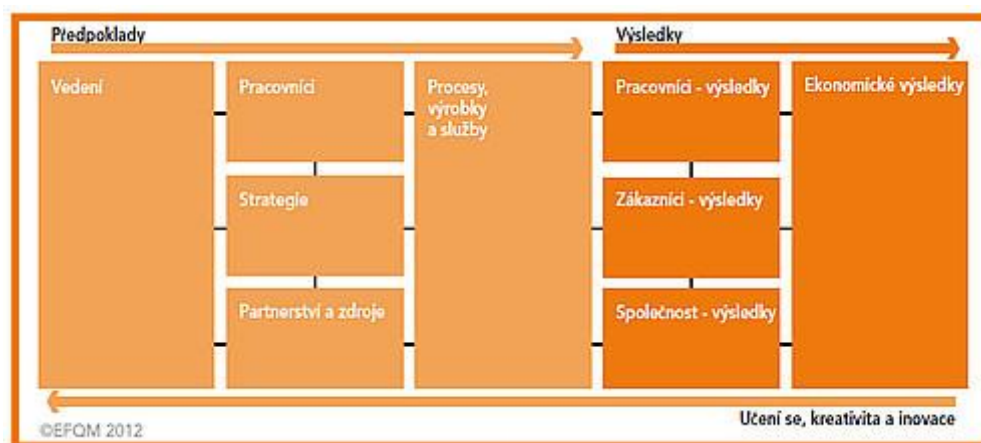 Předpoklady
Výsledky
Vedení
Pracovníci
Procesy,
výrobky
a služby
Pracovníci - výsledky
Ekonomické výsledky
Strategie
Zákazníci - výsledky
Partnerství a zdroje
Společnost - výsledky
Učení se, kreativita a inovace
©EFQM 2012